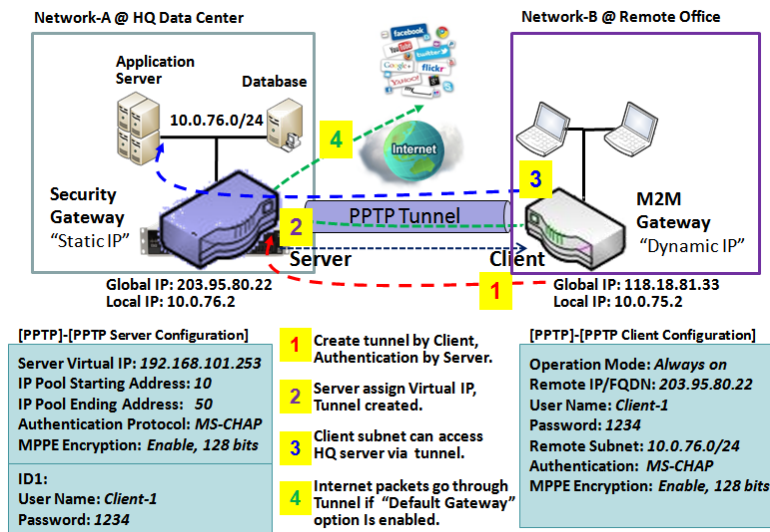 Network-A @ HQ Data Center
Network-B @ Remote Office
Application
Server
Database
10.0.76.0/24
facebook
YouTube
twitter
Google+
flickr
YAHOO!
my
Internet
4
3
Security
Gateway
"Static IP"
2
PPTP Tunnel
M2M
Gateway
"Dynamic IP"
Server
Client
1
Global IP: 203.95.80.22
Local IP: 10.0.76.2
Global IP: 118.18.81.33
Local IP: 10.0.75.2
[PPTP]-[PPTP Server Configuration]
Server Virtual IP: 192.168.101.253
IP Pool Starting Address: 10
IP Pool Ending Address: 50
Authentication Protocol: MS-CHAP
MPPE Encryption: Enable, 128 bits
ID1:
User Name: Client-1
Password: 1234
1
Create tunnel by Client,
Authentication by Server.
2
Server assign Virtual IP,
Tunnel created.
3
Client subnet can access
HQ server via tunnel.
4
Internet packets go through
Tunnel if "Default Gateway"
option Is enabled.
[PPTP]-[PPTP Client Configuration]
Operation Mode: Always on
Remote IP/FQDN: 203.95.80.22
User Name: Client-1
Password: 1234
Remote Subnet: 10.0.76.0/24
Authentication: MS-CHAP
MPPE Encryption: Enable, 128 bits